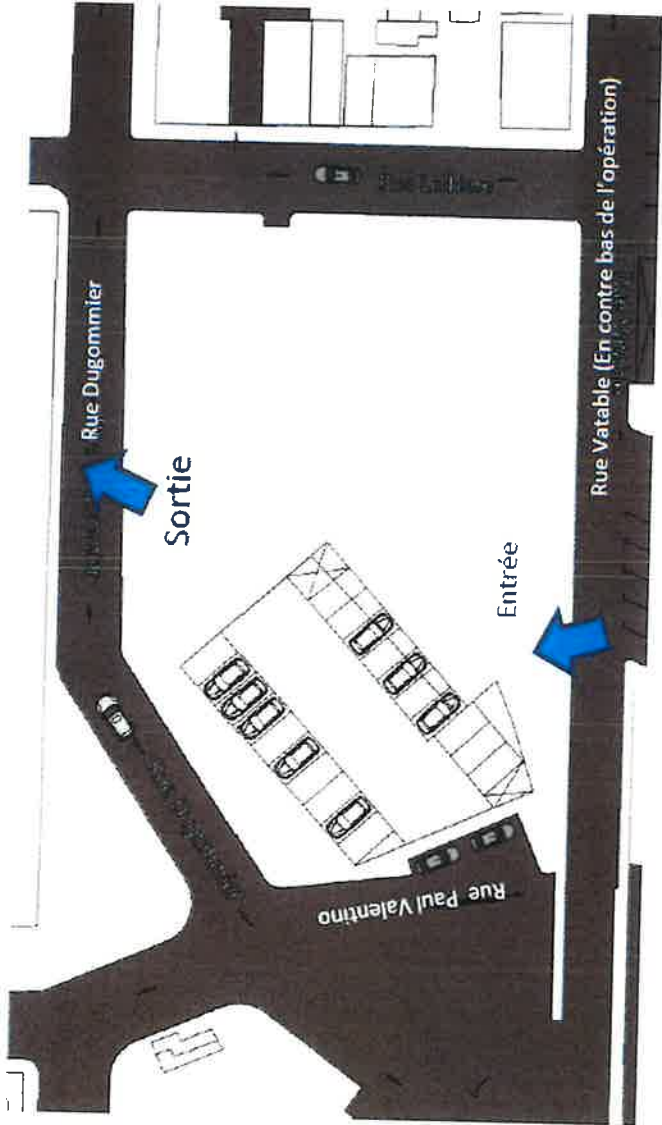 Rue Dugommier
Sortie
Entrée
Rue Vatable (En contre bas de l'opération)
Rue Paul Valentino